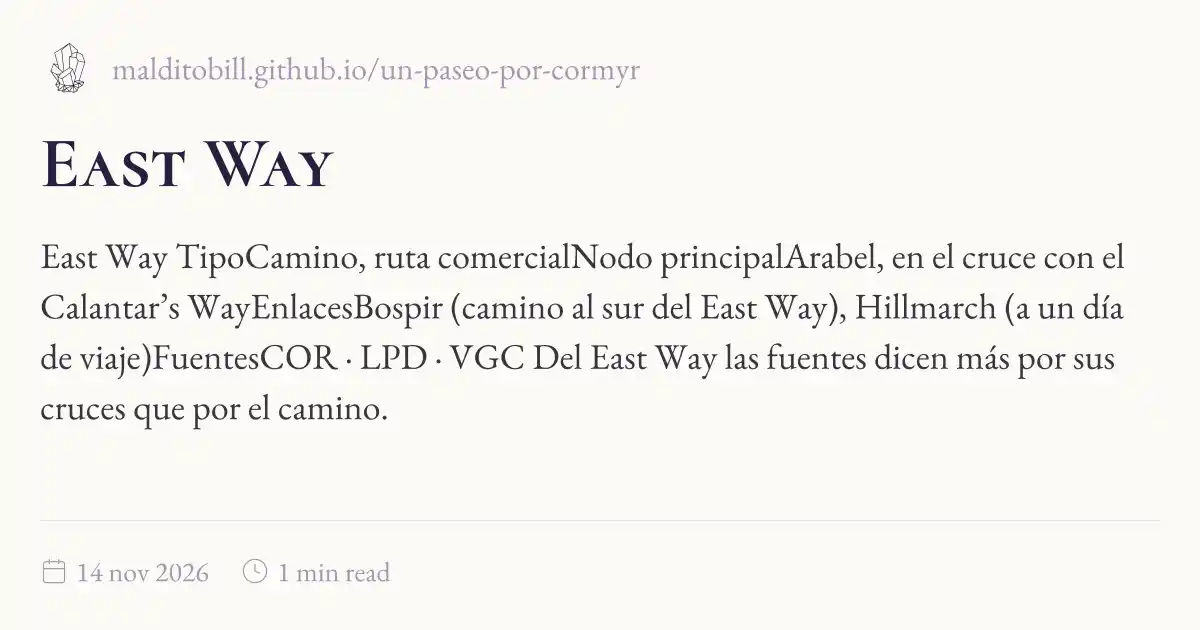 malditobill.github.io/un-paseo-por-cormyr
East Way
East Way TipoCamino, ruta comercialNodo principalArabel, en el cruce con el
Calantar’s WayEnlacesBospir (camino al sur del East Way), Hillmarch (a un día
de viaje)FuentesCOR · LPD · VGC Del East Way las fuentes dicen más por sus
cruces que por el camino.
14 nov 2026 1 min read